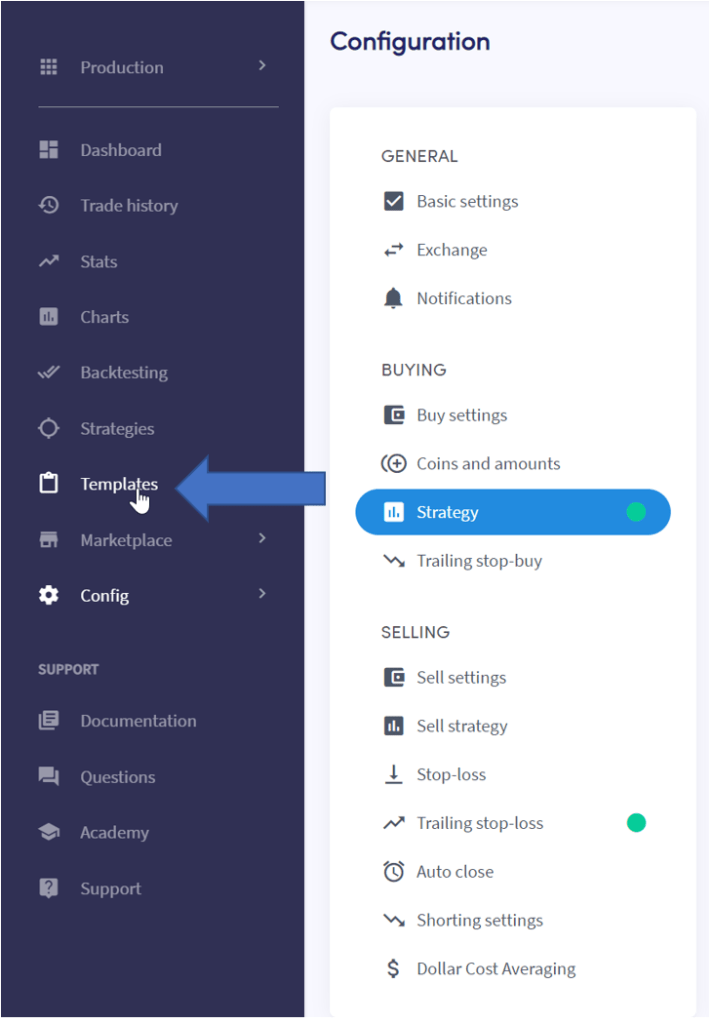 Production
Dashboard
Trade history
Stats
Charts
Backtesting
Strategies
Templates
Marketplace
Config
SUPPORT
Documentation
Questions
Academy
Support
Configuration
GENERAL
Basic settings
Exchange
Notifications
BUYING
Buy settings
Coins and amounts
Strategy
Trailing stop-buy
SELLING
Sell settings
Sell strategy
Stop-loss
Trailing stop-loss
Auto close
Shorting settings
Dollar Cost Averaging